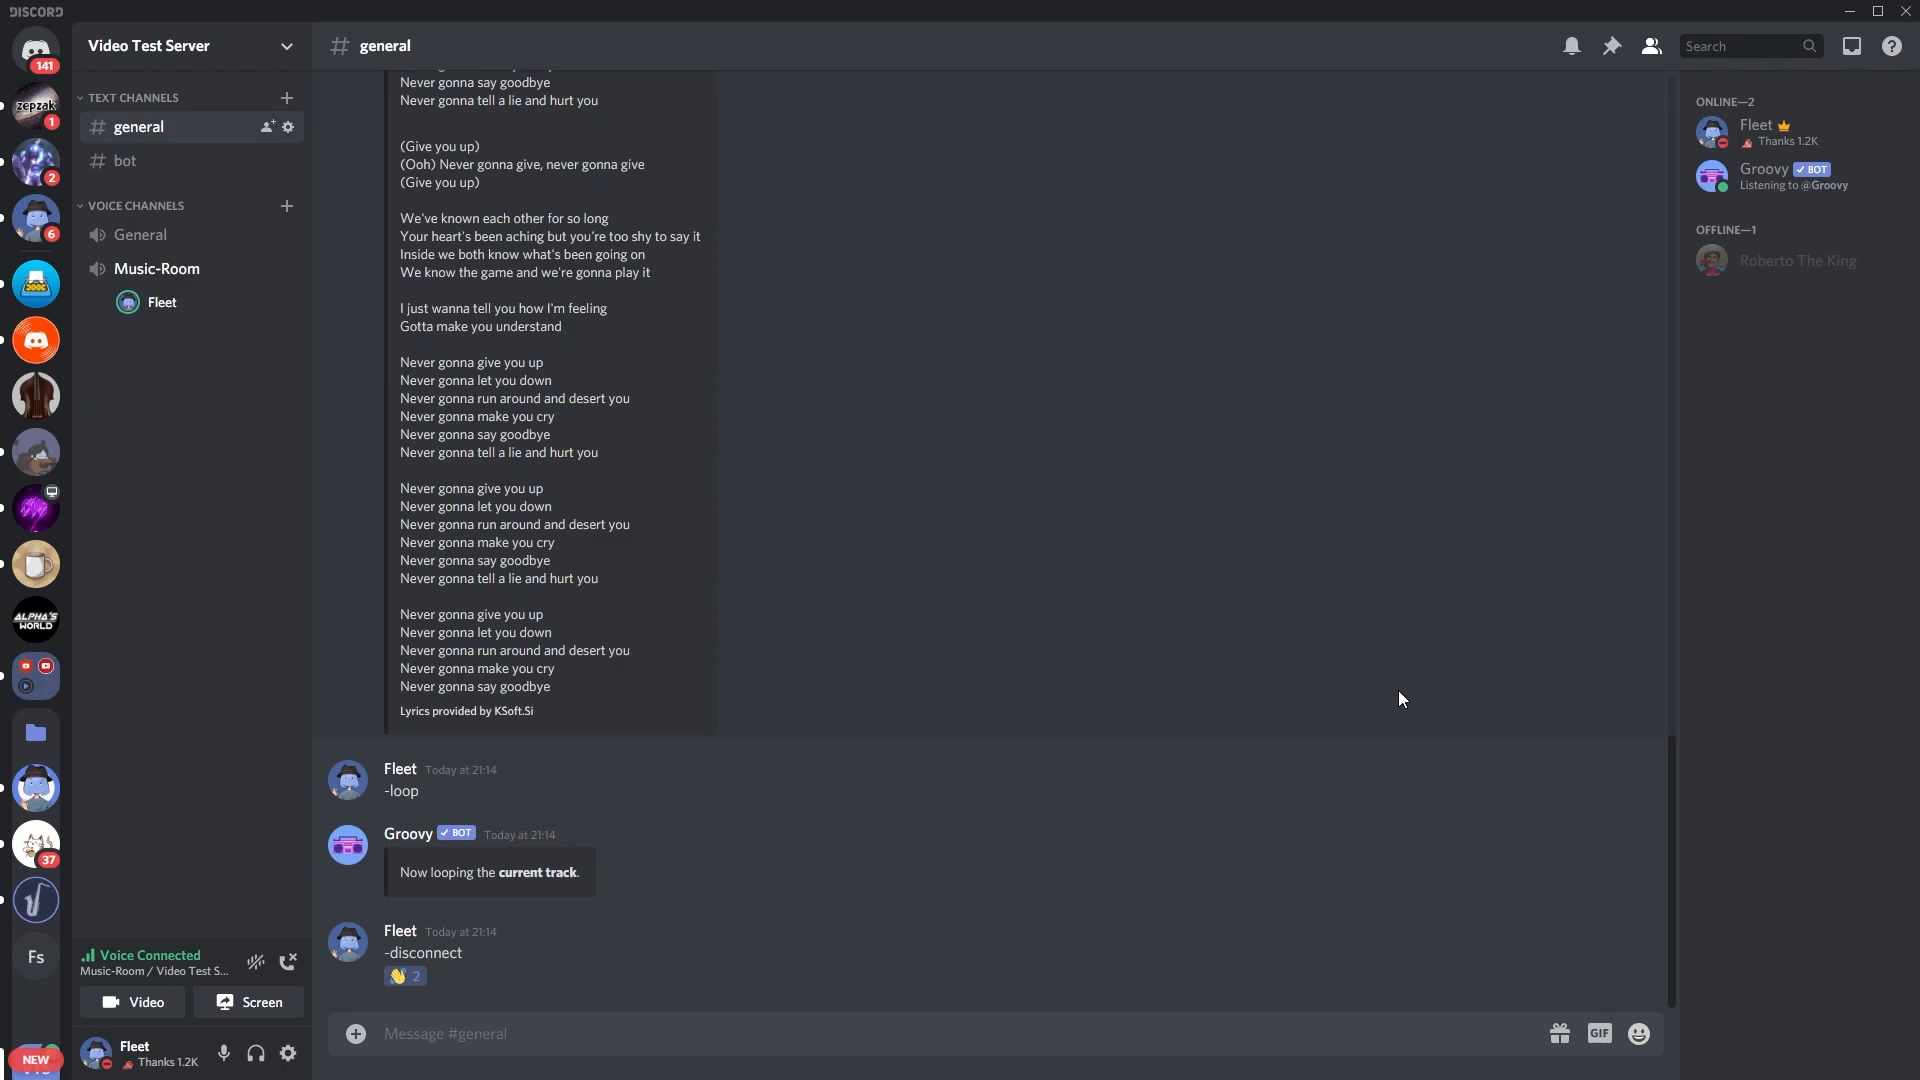 DISCORD
141
zepzak
1
2
6
ALPHA'S
WORLD
37
Fs
NEW
Video Test Server
TEXT CHANNELS
general
bot
VOICE CHANNELS
General
Music-Room
Fleet
Voice Connected
Music-Room / Video Test S...
Video
Screen
Fleet
Thanks 1.2K
general
Search
Never gonna say goodbye
Never gonna tell a lie and hurt you
(Give you up)
(Ooh) Never gonna give, never gonna give
(Give you up)
We've known each other for so long
Your heart's been aching but you're too shy to say it
Inside we both know what's been going on
We know the game and we're gonna play it
I just wanna tell you how I'm feeling
Gotta make you understand
Never gonna give you up
Never gonna let you down
Never gonna run around and desert you
Never gonna make you cry
Never gonna say goodbye
Never gonna tell a lie and hurt you
Never gonna give you up
Never gonna let you down
Never gonna run around and desert you
Never gonna make you cry
Never gonna say goodbye
Never gonna tell a lie and hurt you
Never gonna give you up
Never gonna let you down
Never gonna run around and desert you
Never gonna make you cry
Never gonna say goodbye
Lyrics provided by KSoft.Si
Fleet Today at 21:14
-loop
Groovy ✓ BOT Today at 21:14
Now looping the current track.
Fleet Today at 21:14
-disconnect
👋 2
Message #general
GIF
ONLINE—2
Fleet
Thanks 1.2K
Groovy ✓ BOT
Listening to @Groovy
OFFLINE—1
Roberto The King